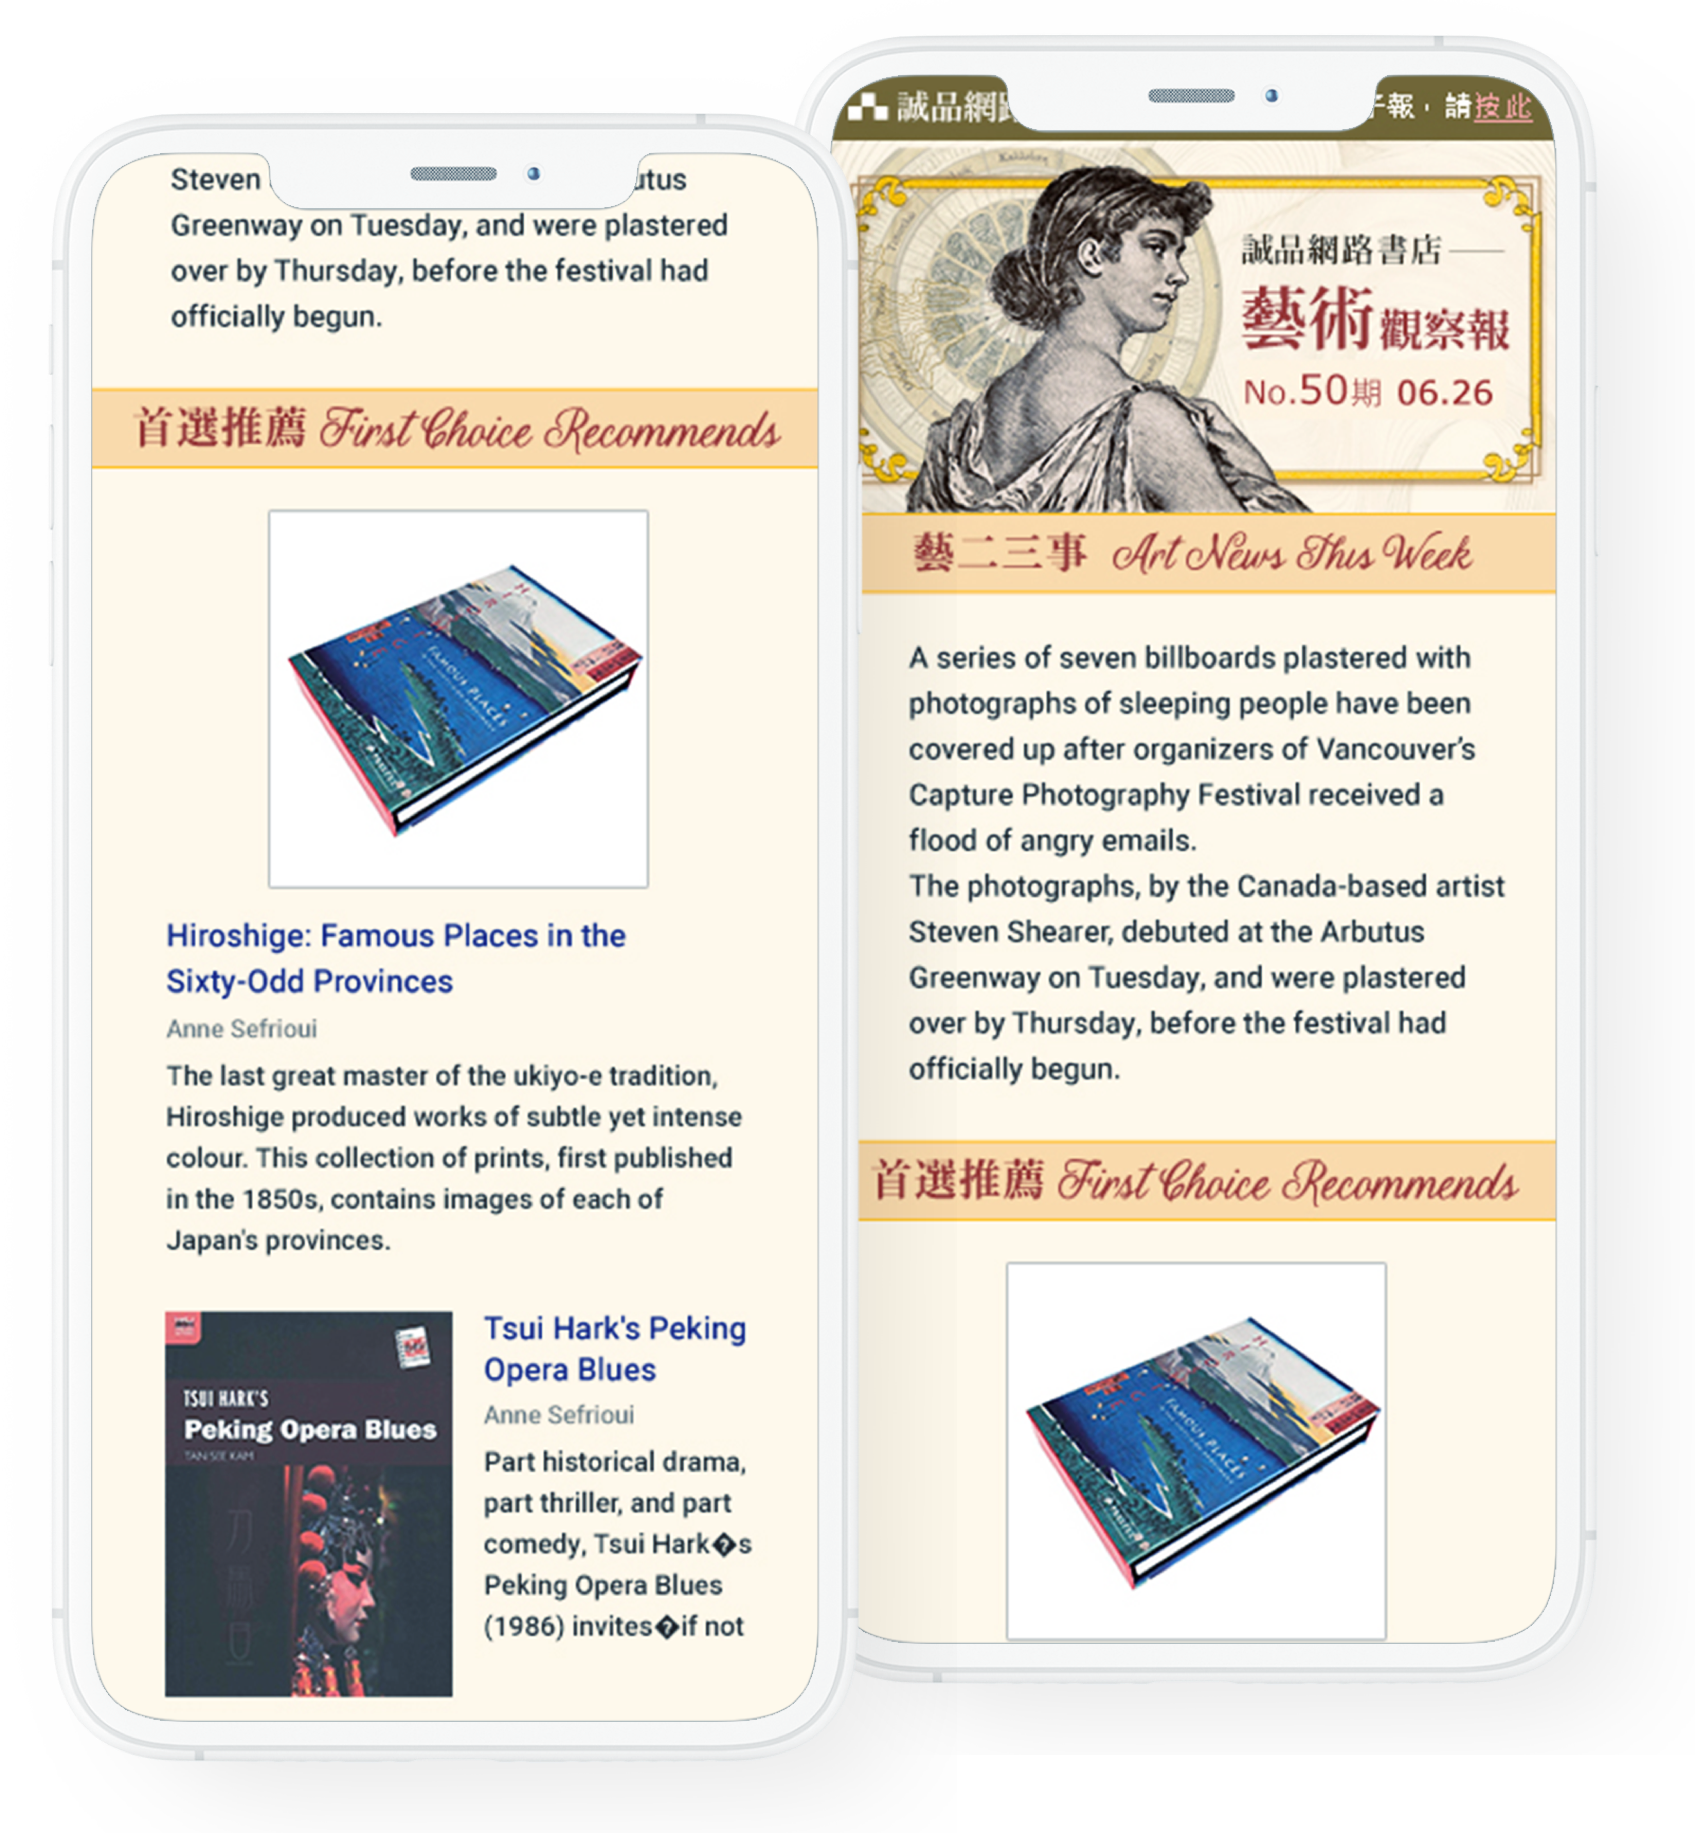 Steven utus
Greenway on Tuesday, and were plastered
over by Thursday, before the festival had
officially begun.
首選推薦 First Choice Recommends
FAMOUS PLACES
Hiroshige: Famous Places in the
Sixty-Odd Provinces
Anne Sefrioui
The last great master of the ukiyo-e tradition,
Hiroshige produced works of subtle yet intense
colour. This collection of prints, first published
in the 1850s, contains images of each of
Japan's provinces.
TSUI HARK'S
Peking Opera Blues
TAN SEE KAM
刀
馬
旦
Tsui Hark's Peking
Opera Blues
Anne Sefrioui
Part historical drama,
part thriller, and part
comedy, Tsui Hark�s
Peking Opera Blues
(1986) invites�if not
誠品網路 子報，請按此
誠品網路書店
藝術觀察報
No.50期 06.26
藝二三事 Art News This Week
A series of seven billboards plastered with
photographs of sleeping people have been
covered up after organizers of Vancouver’s
Capture Photography Festival received a
flood of angry emails.
The photographs, by the Canada-based artist
Steven Shearer, debuted at the Arbutus
Greenway on Tuesday, and were plastered
over by Thursday, before the festival had
officially begun.
首選推薦 First Choice Recommends
FAMOUS PLACES